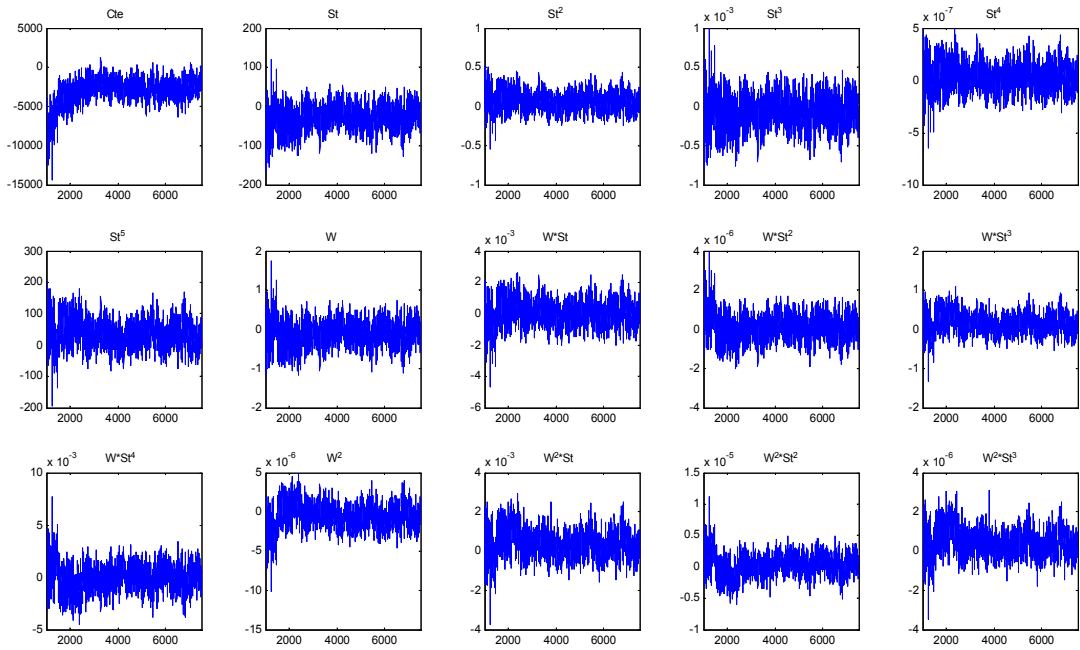 Cte
5000
0
-5000
-10000
-15000
2000 4000 6000
St
200
100
0
-100
-200
2000 4000 6000
St²
1
0.5
0
-0.5
-1
2000 4000 6000
St³
x 10⁻³
1
0.5
0
-0.5
-1
2000 4000 6000
St⁴
x 10⁻⁷
5
0
-5
-10
2000 4000 6000
St⁵
300
200
100
0
-100
-200
2000 4000 6000
W
2
1
0
-1
-2
2000 4000 6000
W*St
x 10⁻³
4
2
0
-2
-4
-6
2000 4000 6000
W*St²
x 10⁻⁶
4
2
0
-2
-4
2000 4000 6000
W*St³
2
1
0
-1
-2
2000 4000 6000
W*St⁴
x 10⁻³
10
5
0
-5
2000 4000 6000
W²
x 10⁻⁶
5
0
-5
-10
-15
2000 4000 6000
W²*St
x 10⁻³
4
2
0
-2
-4
2000 4000 6000
W²*St²
x 10⁻⁵
1.5
1
0.5
0
-0.5
-1
2000 4000 6000
W²*St³
x 10⁻⁶
4
2
0
-2
-4
2000 4000 6000